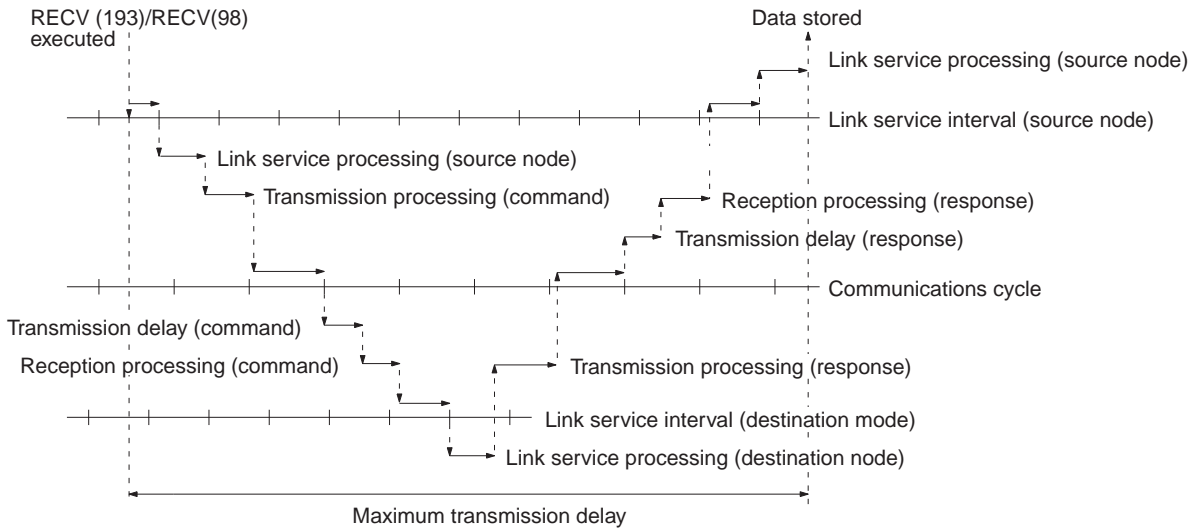 RECV (193)/RECV(98)
executed
Data stored
Link service processing (source node)
Link service interval (source node)
Link service processing (source node)
Transmission processing (command)
Reception processing (response)
Transmission delay (response)
Communications cycle
Transmission delay (command)
Reception processing (command)
Transmission processing (response)
Link service interval (destination mode)
Link service processing (destination node)
Maximum transmission delay